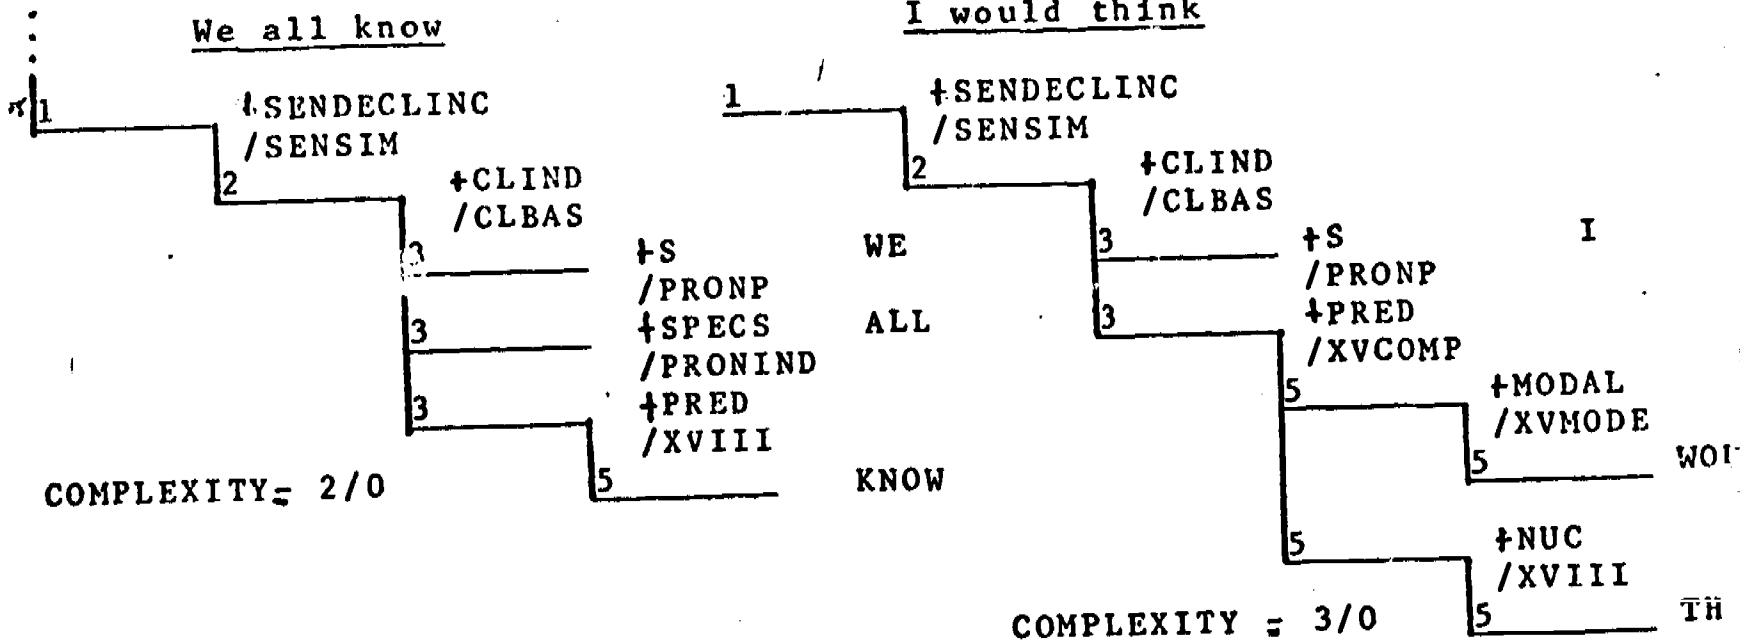 We all know
1
+SENDECLINC
/SENSIM
2
+CLIND
/CLBAS
3
+S
/PRONP
WE
3
+SPECS
/PRONIND
ALL
3
+PRED
/XVIII
5
KNOW
COMPLEXITY= 2/0
I would think
1
+SENDECLINC
/SENSIM
2
+CLIND
/CLBAS
3
+S
/PRONP
I
3
+PRED
/XVCOMP
5
+MODAL
/XVMODE
5
5
+NUC
/XVIII
5
TH
COMPLEXITY = 3/0